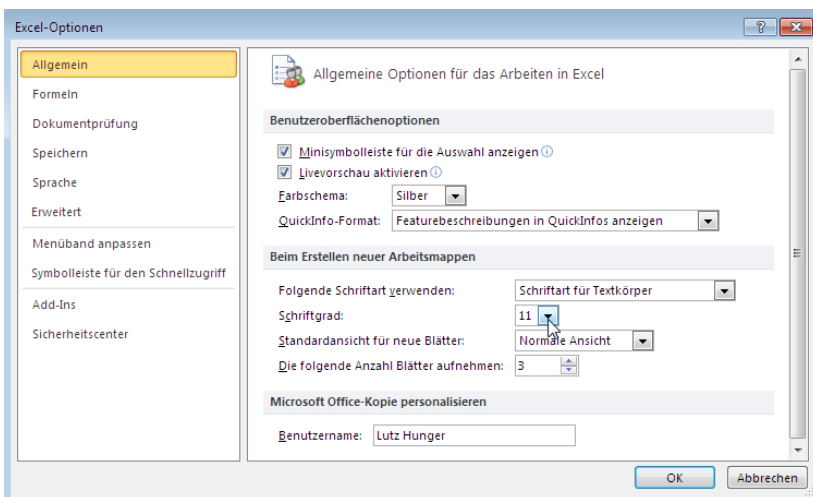 Excel-Optionen
Allgemein
Formeln
Dokumentprüfung
Speichern
Sprache
Erweitert
Menüband anpassen
Symbolleiste für den Schnellzugriff
Add-Ins
Sicherheitscenter
Allgemeine Optionen für das Arbeiten in Excel
Benutzeroberflächenoptionen
Minisymbolleiste für die Auswahl anzeigen
Livevorschau aktivieren
Farbschema: Silber
QuickInfo-Format: Featurebeschreibungen in QuickInfos anzeigen
Beim Erstellen neuer Arbeitsmappen
Folgende Schriftart verwenden: Schriftart für Textkörper
Schriftgrad: 11
Standardansicht für neue Blätter: Normale Ansicht
Die folgende Anzahl Blätter aufnehmen: 3
Microsoft Office-Kopie personalisieren
Benutzername: Lutz Hunger
OK Abbrechen